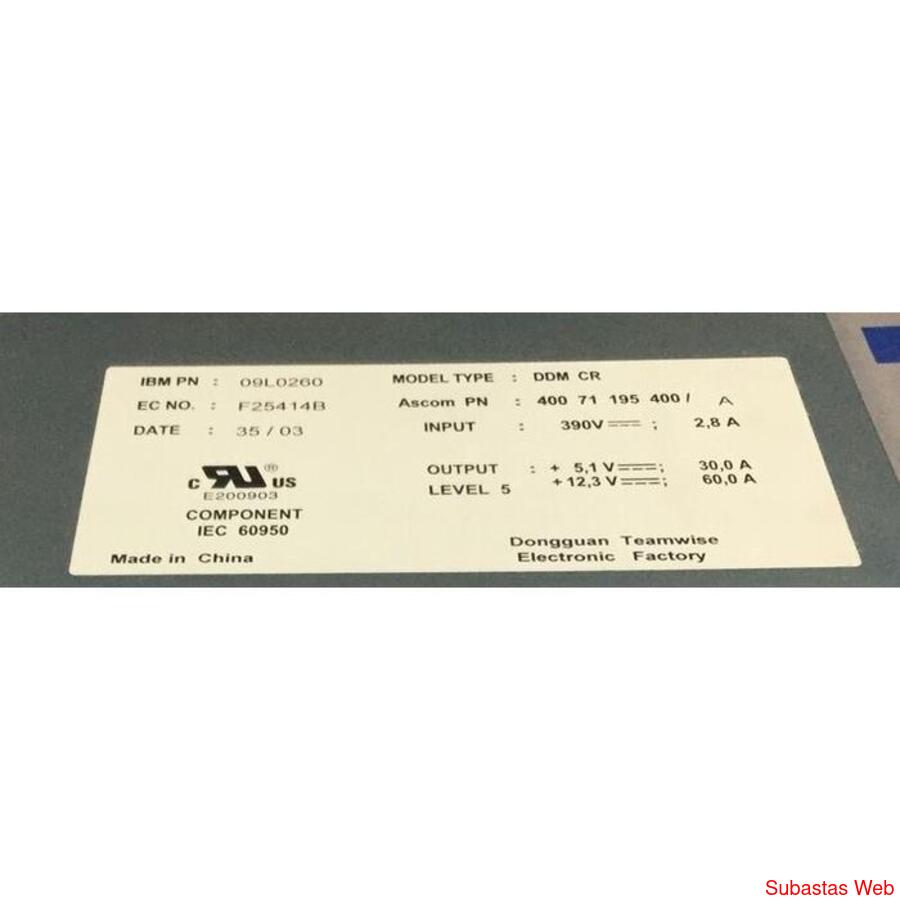 IBM PN : 09L0260
EC NO. : F25414B
DATE : 35 / 03
c RU ® US
E200903
COMPONENT
IEC 60950
Made in China
MODEL TYPE : DDM CR
Ascom PN : 400 71 195 400 / A
INPUT : 390V ; 2,8 A
OUTPUT : + 5,1 V ; 30,0 A
LEVEL 5 +12,3 V ; 60,0 A
Dongguan Teamwise
Electronic Factory
Subastas Web